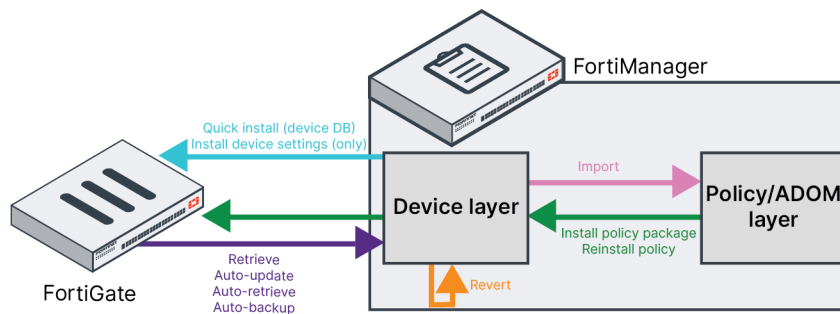 FortiManager
Quick install (device DB)
Install device settings (only)
Import
Device layer
Policy/ADOM
layer
Install policy package
Reinstall policy
Retrieve
Auto-update
Auto-retrieve
Auto-backup
Revert
FortiGate